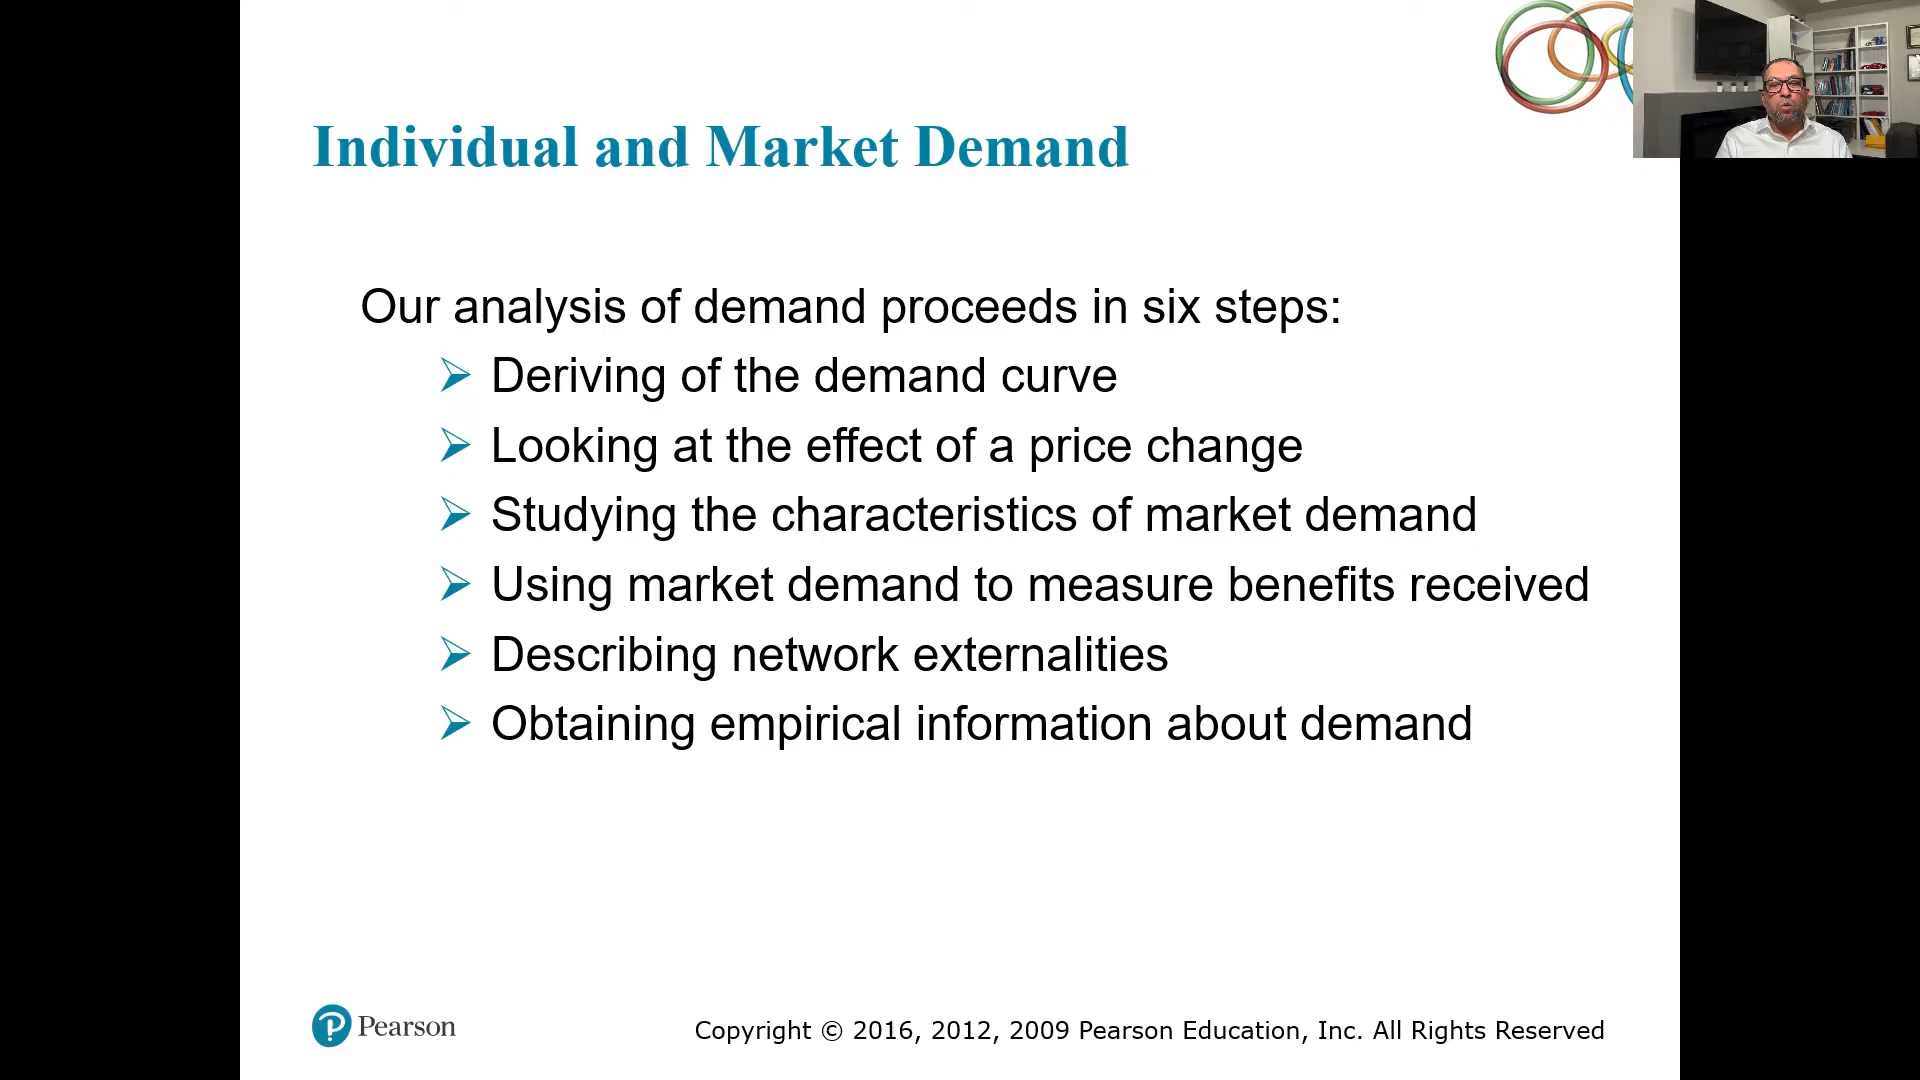 Individual and Market Demand
Our analysis of demand proceeds in six steps:
Deriving of the demand curve
Looking at the effect of a price change
Studying the characteristics of market demand
Using market demand to measure benefits received
Describing network externalities
Obtaining empirical information about demand
Pearson
Copyright © 2016, 2012, 2009 Pearson Education, Inc. All Rights Reserved